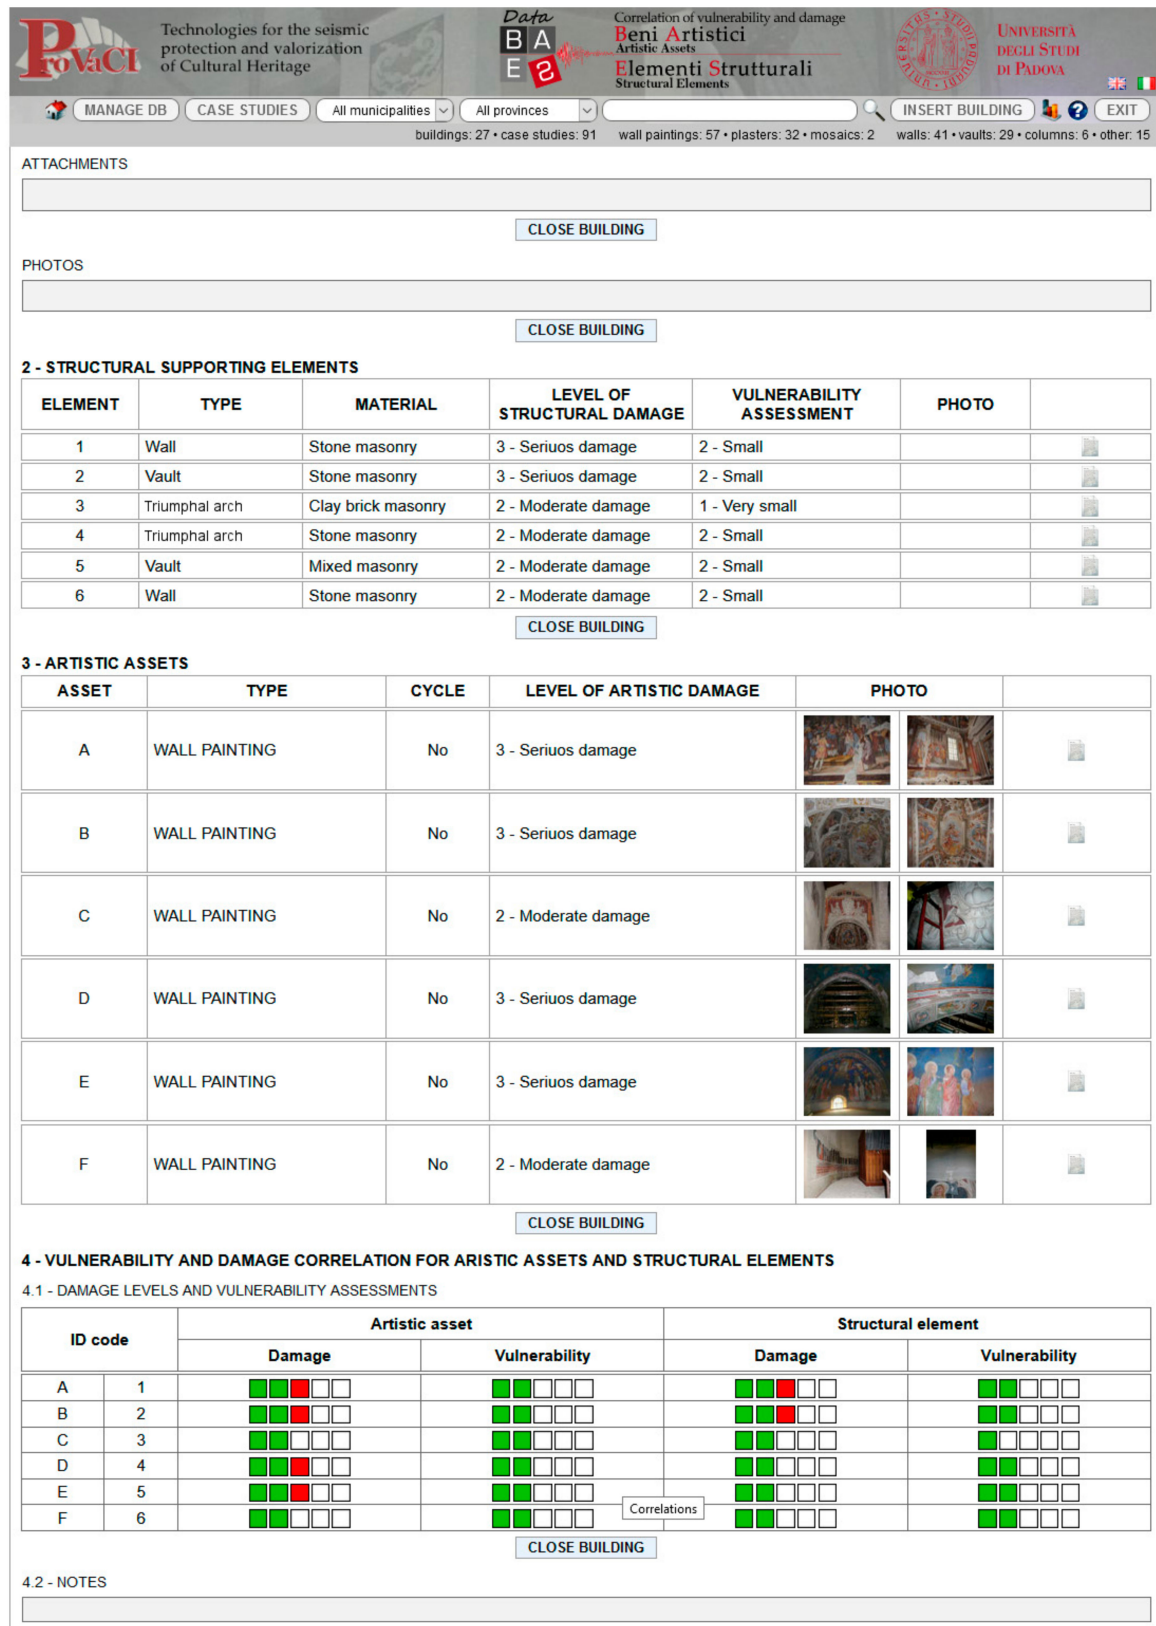 ProVaCI
Technologies for the seismic
protection and valorization
of Cultural Heritage
Data
B A
E S
Correlation of vulnerability and damage
Beni Artistici
Artistic Assets
Elementi Strutturali
Structural Elements
UNIVERSITÀ
DEGLI STUDI
DI PADOVA
MANAGE DB CASE STUDIES All municipalities All provinces INSERT BUILDING ? EXIT
buildings: 27 • case studies: 91 wall paintings: 57 • plasters: 32 • mosaics: 2 walls: 41 • vaults: 29 • columns: 6 • other: 15
ATTACHMENTS
CLOSE BUILDING
PHOTOS
CLOSE BUILDING
2 - STRUCTURAL SUPPORTING ELEMENTS
ELEMENT TYPE MATERIAL LEVEL OF STRUCTURAL DAMAGE VULNERABILITY ASSESSMENT PHOTO
1 Wall Stone masonry 3 - Seriuos damage 2 - Small
2 Vault Stone masonry 3 - Seriuos damage 2 - Small
3 Triumphal arch Clay brick masonry 2 - Moderate damage 1 - Very small
4 Triumphal arch Stone masonry 2 - Moderate damage 2 - Small
5 Vault Mixed masonry 2 - Moderate damage 2 - Small
6 Wall Stone masonry 2 - Moderate damage 2 - Small
CLOSE BUILDING
3 - ARTISTIC ASSETS
ASSET TYPE CYCLE LEVEL OF ARTISTIC DAMAGE PHOTO
A WALL PAINTING No 3 - Seriuos damage
B WALL PAINTING No 3 - Seriuos damage
C WALL PAINTING No 2 - Moderate damage
D WALL PAINTING No 3 - Seriuos damage
E WALL PAINTING No 3 - Seriuos damage
F WALL PAINTING No 2 - Moderate damage
CLOSE BUILDING
4 - VULNERABILITY AND DAMAGE CORRELATION FOR ARISTIC ASSETS AND STRUCTURAL ELEMENTS
4.1 - DAMAGE LEVELS AND VULNERABILITY ASSESSMENTS
ID code Artistic asset Structural element
Damage Vulnerability Damage Vulnerability
A 1
B 2
C 3
D 4
E 5
F 6
Correlations
CLOSE BUILDING
4.2 - NOTES